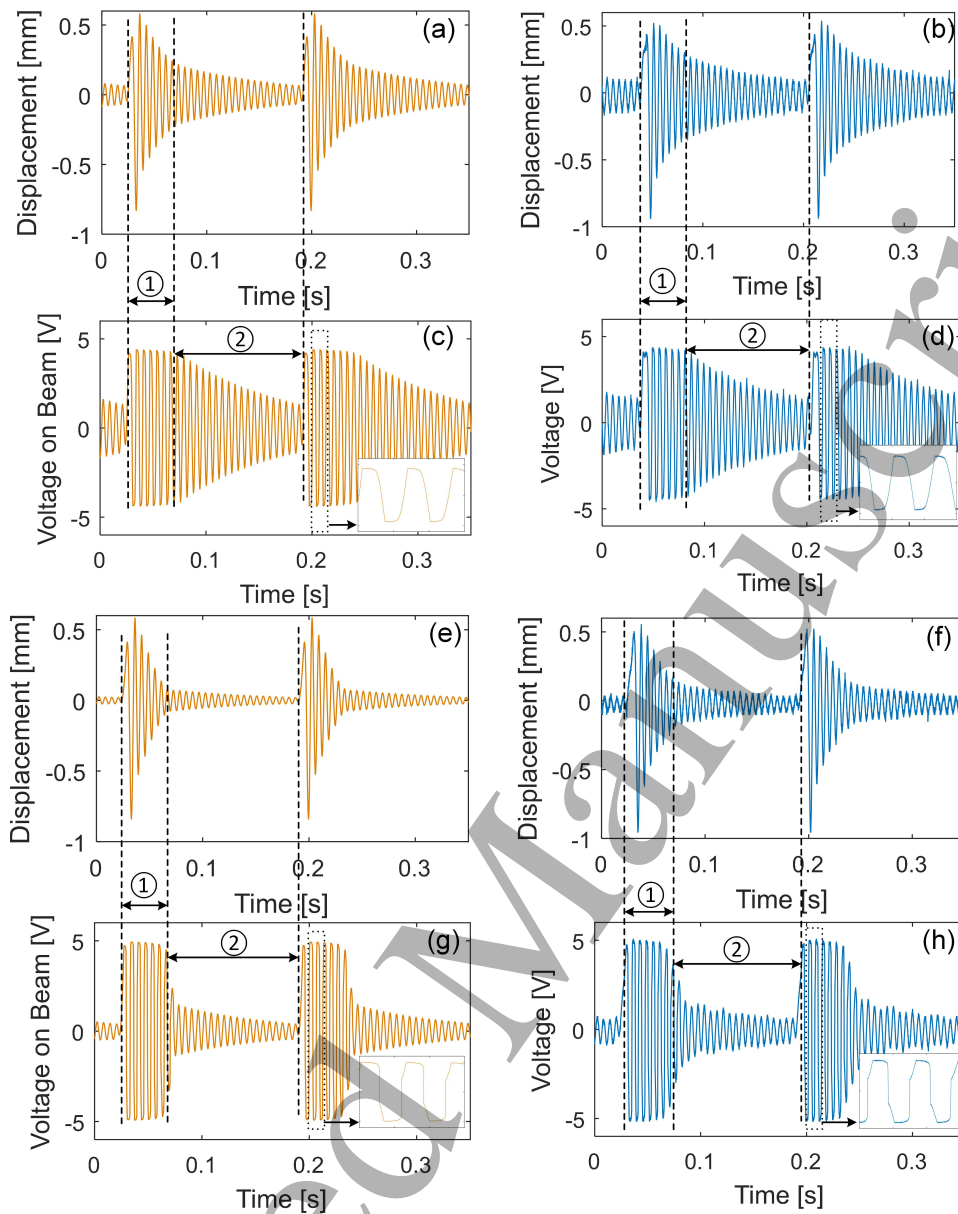 (a)
Displacement [mm]
0.5
0
-0.5
-1
0
0.1
0.2
0.3
Time [s]
(b)
Displacement [mm]
0.5
0
-0.5
-1
0
0.1
0.2
0.3
Time [s]
①
①
(c)
Voltage on Beam [V]
5
0
-5
②
0
0.1
0.2
0.3
Time [s]
(d)
Voltage [V]
5
0
-5
②
0
0.1
0.2
0.3
Time [s]
(e)
Displacement [mm]
0.5
0
-0.5
-1
0
0.1
0.2
0.3
Time [s]
(f)
Displacement [mm]
0.5
0
-0.5
-1
0
0.1
0.2
0.3
Time [s]
①
①
(g)
Voltage on Beam [V]
5
0
-5
②
0
0.1
0.2
0.3
Time [s]
(h)
Voltage [V]
5
0
-5
②
0
0.1
0.2
0.3
Time [s]
ed Manuscri